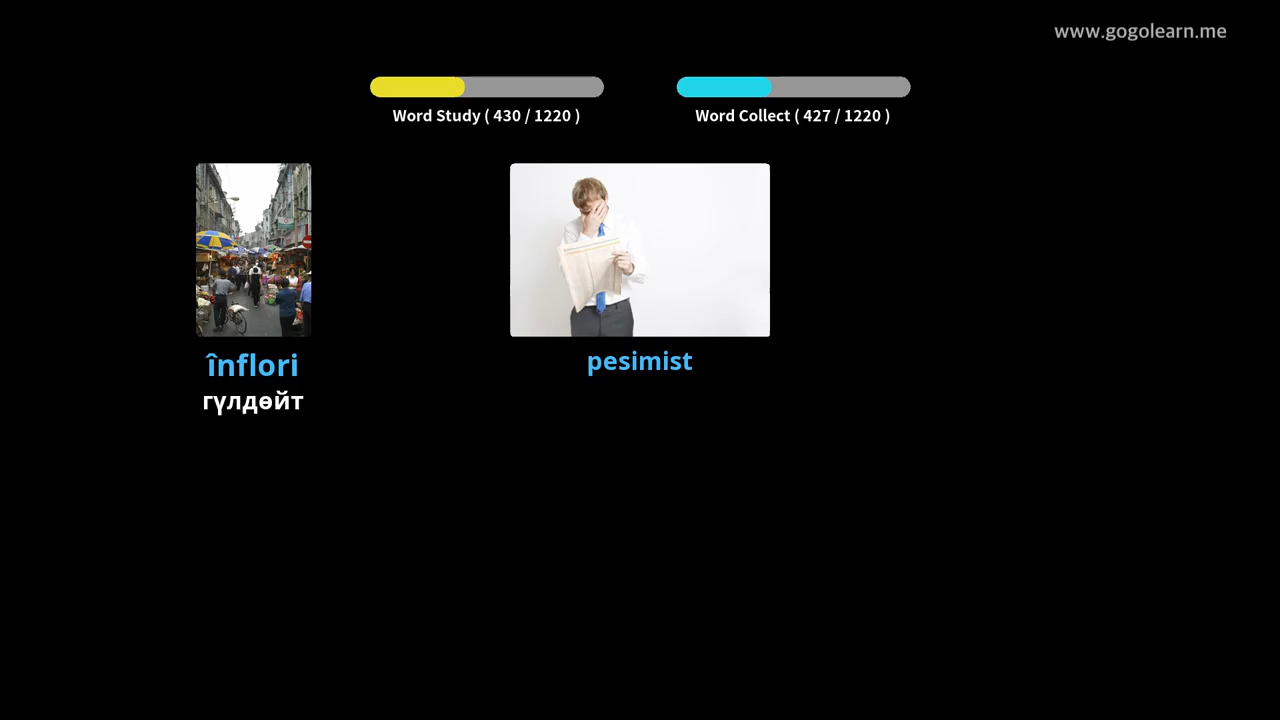 www.gogolearn.me
Word Study ( 430 / 1220 )
Word Collect ( 427 / 1220 )
înflori
гүлдөйт
pesimist